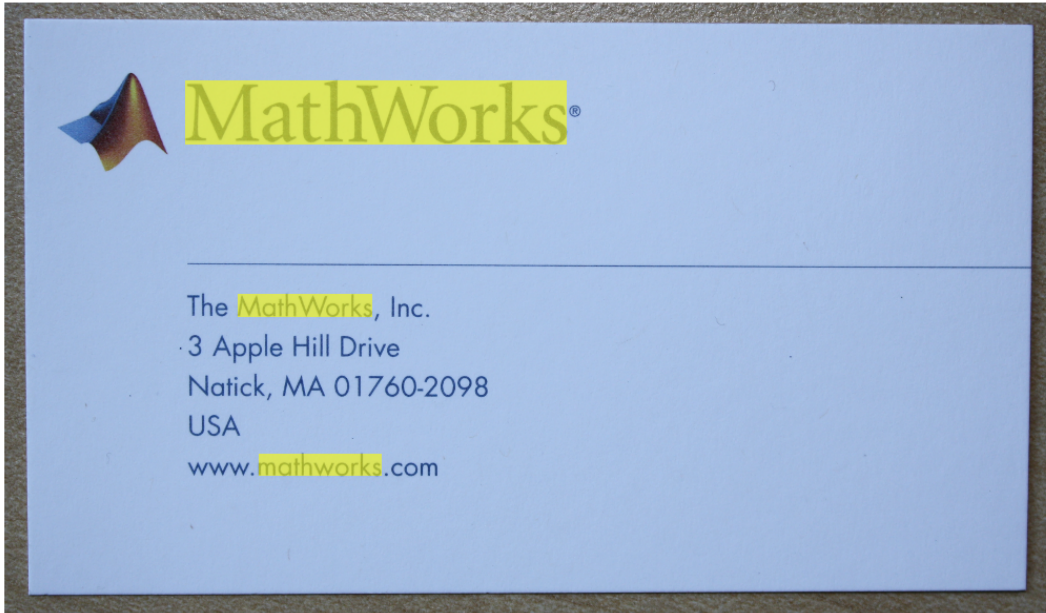 MathWorks®
The MathWorks, Inc.
3 Apple Hill Drive
Natick, MA 01760-2098
USA
www.mathworks.com